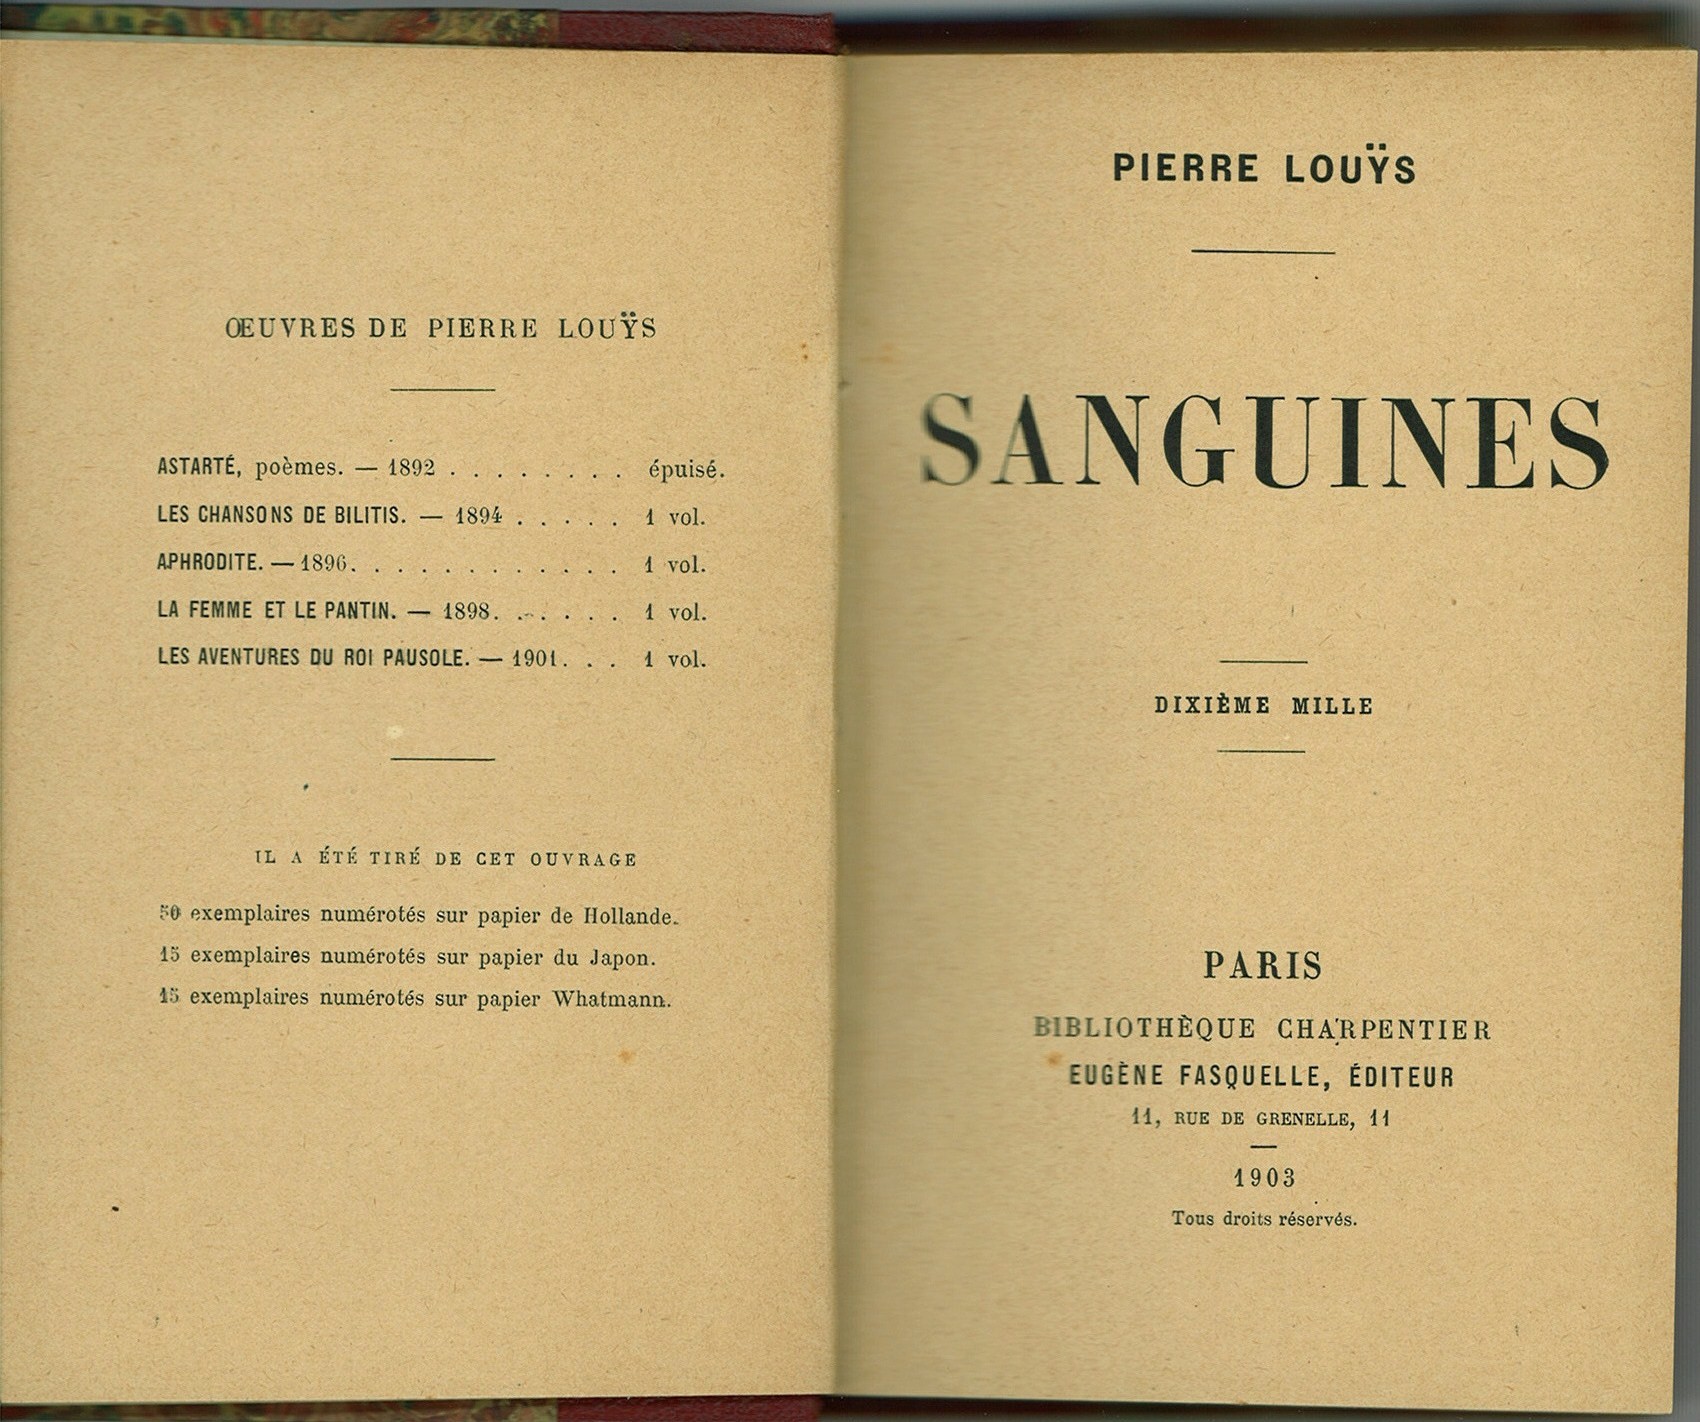 ŒUVRES DE PIERRE LOUŸS
ASTARTÉ, poèmes. — 1892 . . . . . . . . épuisé.
LES CHANSONS DE BILITIS. — 1894 . . . . . 1 vol.
APHRODITE. — 1896. . . . . . . . . . . . 1 vol.
LA FEMME ET LE PANTIN. — 1898. . . . . . 1 vol.
LES AVENTURES DU ROI PAUSOLE. — 1901. . . 1 vol.
IL A ÉTÉ TIRÉ DE CET OUVRAGE
50 exemplaires numérotés sur papier de Hollande.
15 exemplaires numérotés sur papier du Japon.
15 exemplaires numérotés sur papier Whatmann.
PIERRE LOUŸS
SANGUINES
DIXIÈME MILLE
PARIS
BIBLIOTHÈQUE CHARPENTIER
EUGÈNE FASQUELLE, ÉDITEUR
11, RUE DE GRENELLE, 11
1903
Tous droits réservés.